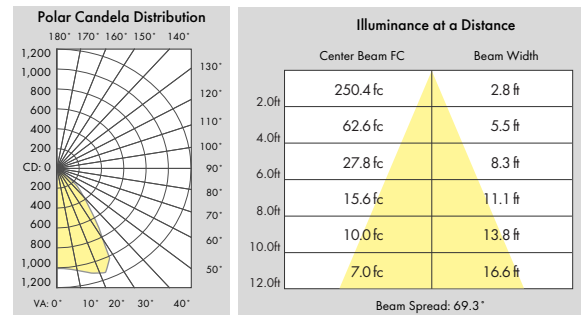 Polar Candela Distribution
180° 170° 160° 150° 140°
1,200
1,000
800
600
400
200
CD: 0
200
400
600
800
1,000
1,200
130°
120°
110°
100°
90°
80°
70°
60°
50°
VA: 0° 10° 20° 30° 40°
Illuminance at a Distance
Center Beam FC Beam Width
2.0ft 250.4 fc 2.8 ft
4.0ft 62.6 fc 5.5 ft
6.0ft 27.8 fc 8.3 ft
8.0ft 15.6 fc 11.1 ft
10.0ft 10.0 fc 13.8 ft
12.0ft 7.0 fc 16.6 ft
Beam Spread: 69.3°